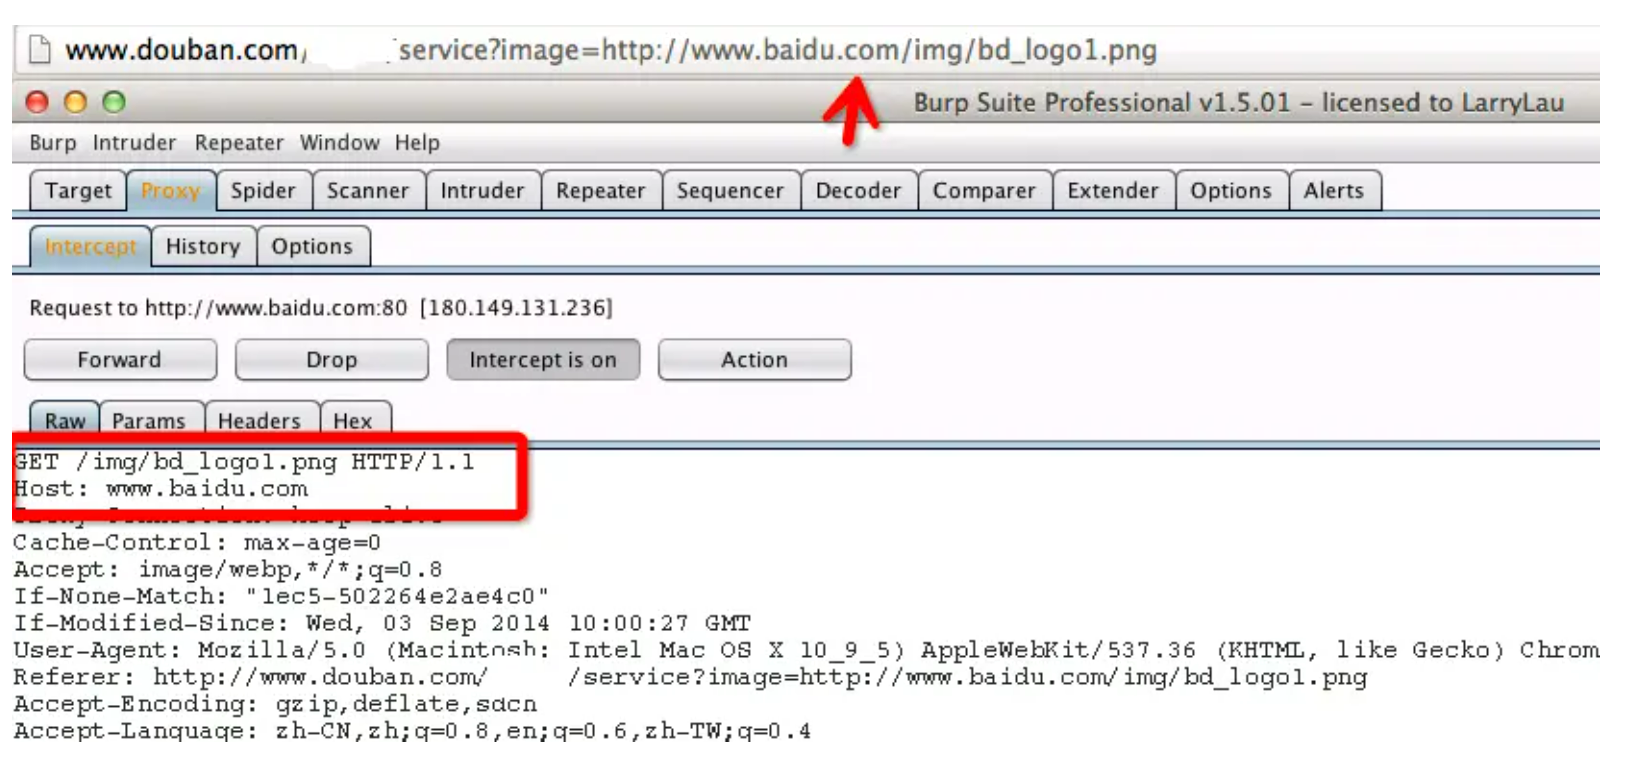 www.douban.com/ service?image=http://www.baidu.com/img/bd_logo1.png
Burp Suite Professional v1.5.01 – licensed to LarryLau
Burp Intruder Repeater Window Help
Target Proxy Spider Scanner Intruder Repeater Sequencer Decoder Comparer Extender Options Alerts
Intercept History Options
Request to http://www.baidu.com:80 [180.149.131.236]
Forward Drop Intercept is on Action
Raw Params Headers Hex
GET /img/bd_logo1.png HTTP/1.1
Host: www.baidu.com
Cache-Control: max-age=0
Accept: image/webp,*/*;q=0.8
If-None-Match: "1ec5-502264e2ae4c0"
If-Modified-Since: Wed, 03 Sep 2014 10:00:27 GMT
User-Agent: Mozilla/5.0 (Macintosh; Intel Mac OS X 10_9_5) AppleWebKit/537.36 (KHTML, like Gecko) Chrom
Referer: http://www.douban.com/ /service?image=http://www.baidu.com/img/bd_logo1.png
Accept-Encoding: gzip,deflate,sdch
Accept-Language: zh-CN,zh;q=0.8,en;q=0.6,zh-TW;q=0.4